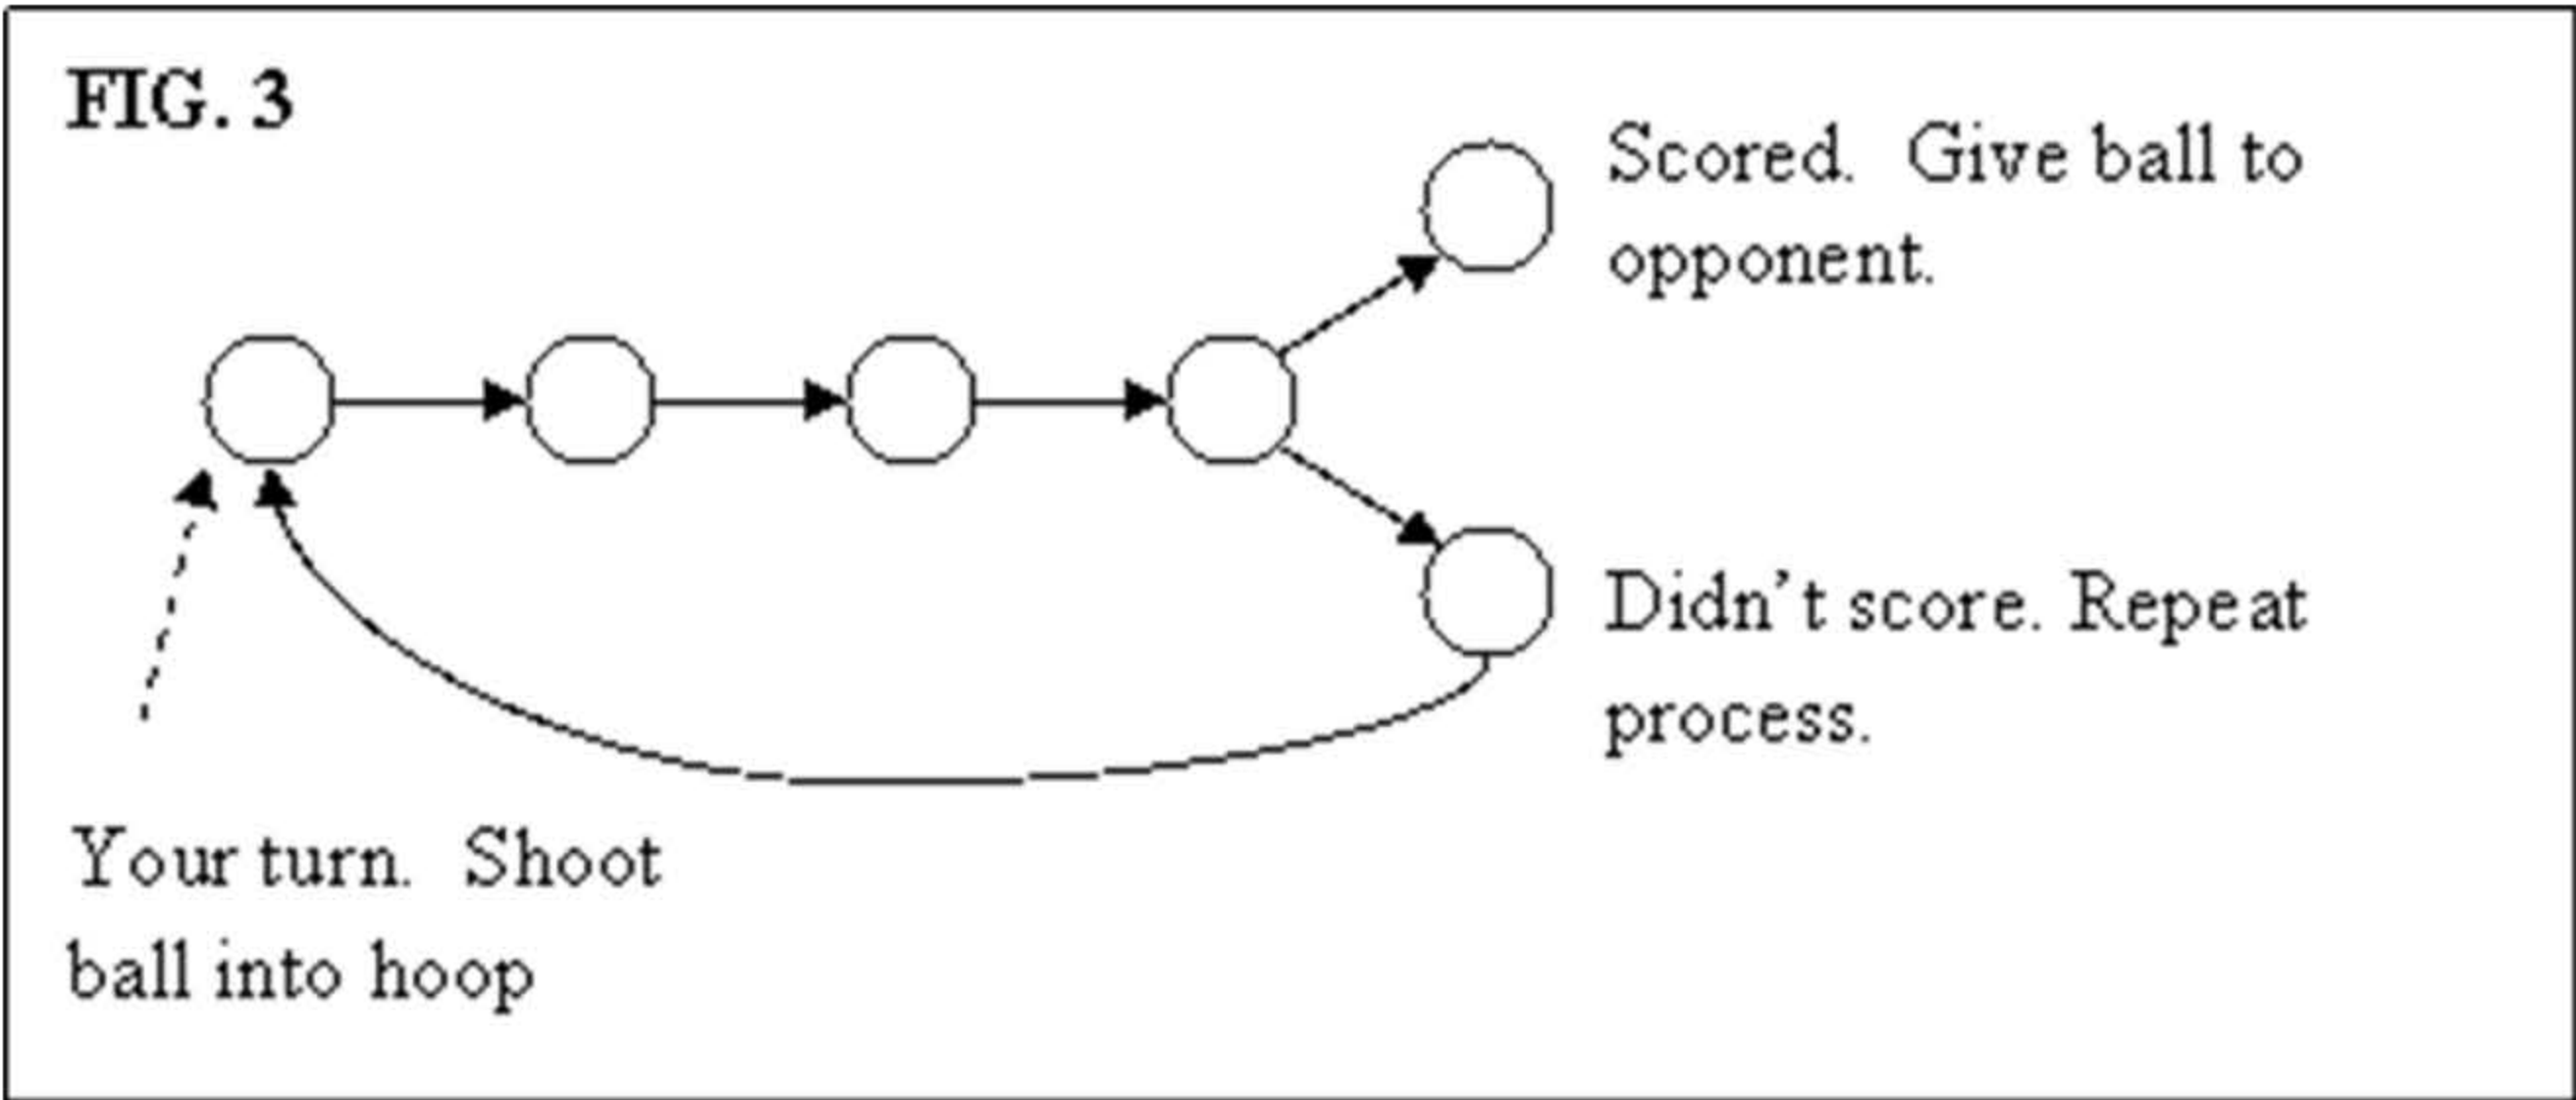 FIG. 3
Scored. Give ball to
opponent.
Didn't score. Repeat
process.
Your turn. Shoot
ball into hoop